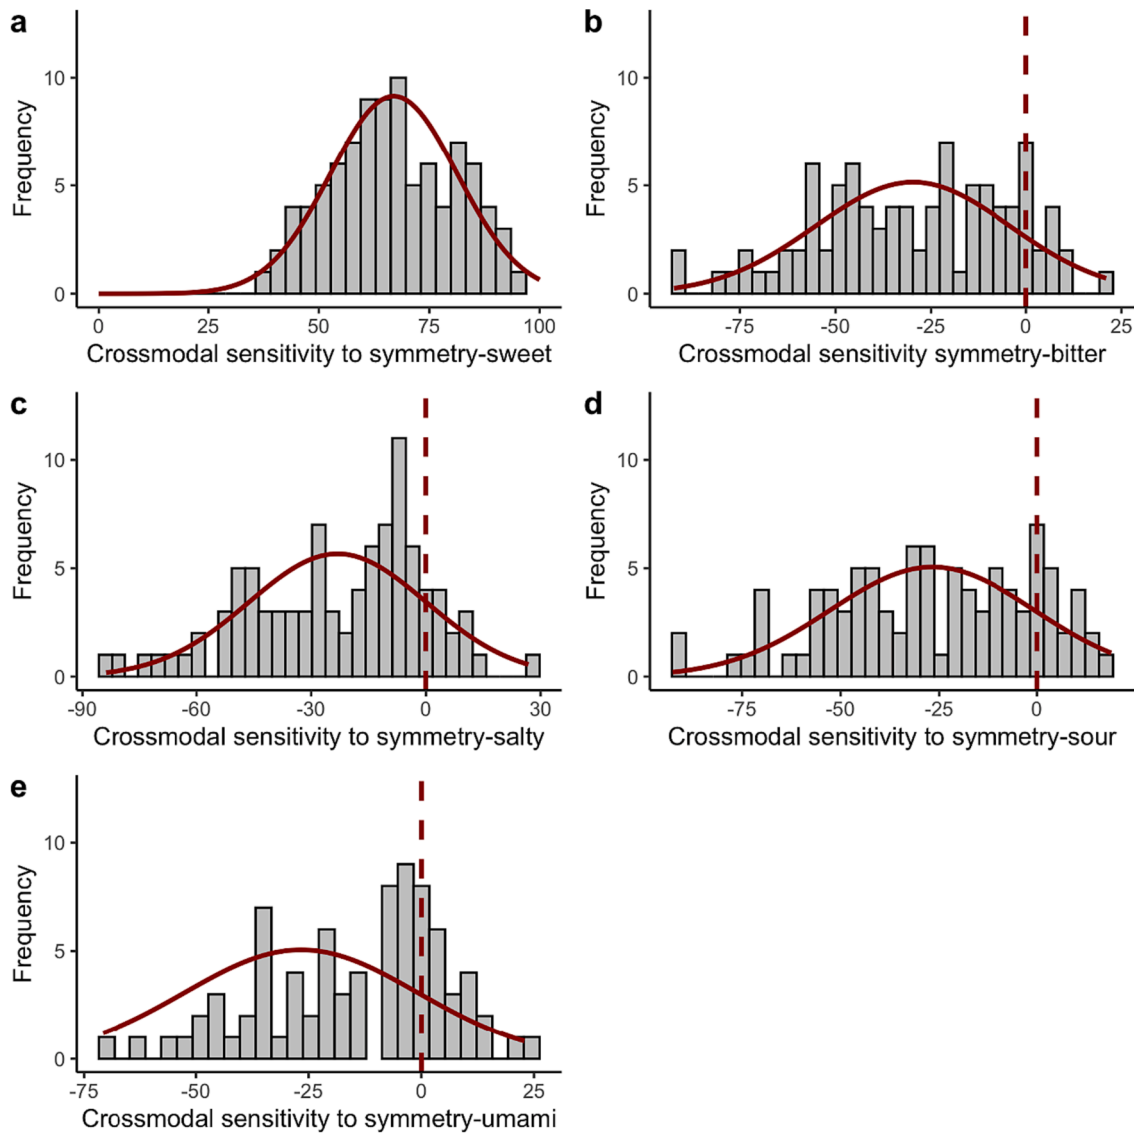 a
10
5
0
Frequency
0 25 50 75 100
Crossmodal sensitivity to symmetry-sweet
b
10
5
0
Frequency
-75 -50 -25 0 25
Crossmodal sensitivity symmetry-bitter
c
10
5
0
Frequency
-90 -60 -30 0 30
Crossmodal sensitivity to symmetry-salty
d
10
5
0
Frequency
-75 -50 -25 0
Crossmodal sensitivity to symmetry-sour
e
10
5
0
Frequency
-75 -50 -25 0 25
Crossmodal sensitivity to symmetry-umami